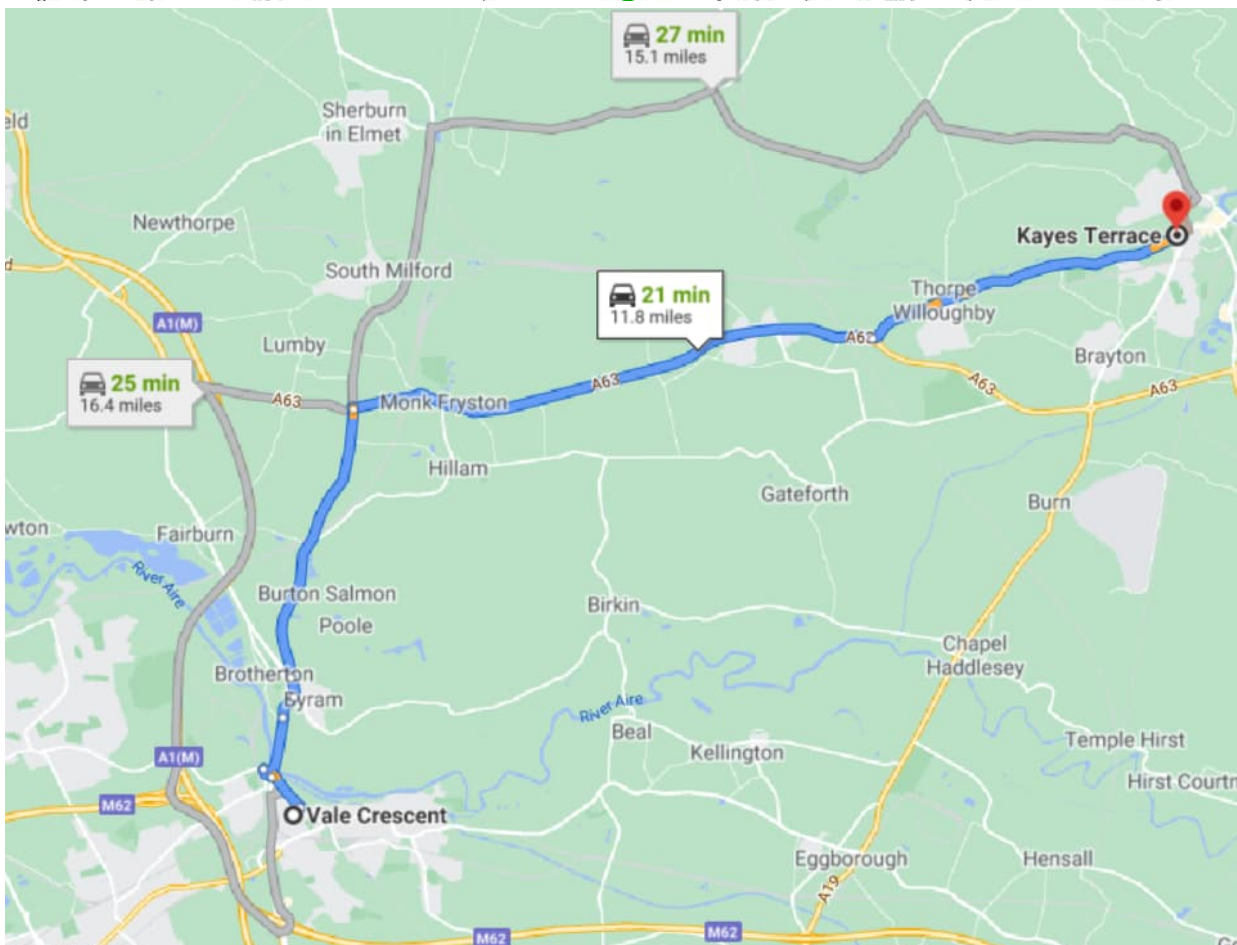 27 min
15.1 miles
Sherburn
in Elmet
eld
Newthorpe
Kayes Terrace
South Milford
21 min
11.8 miles
Thorpe
Willoughby
A1(M)
Lumby
A63
Brayton
25 min
16.4 miles
A63
A63
A63
A63
Monk Fryston
Hillam
Gateforth
Burn
wton
Fairburn
River Aire
Burton Salmon
Poole
Birkin
Chapel
Haddlesey
Brotherton
Byram
River Aire
Beal
Kellington
Temple Hirst
A1(M)
Hirst Courtn
M62
Vale Crescent
Eggborough
Hensall
A19
M62
M62